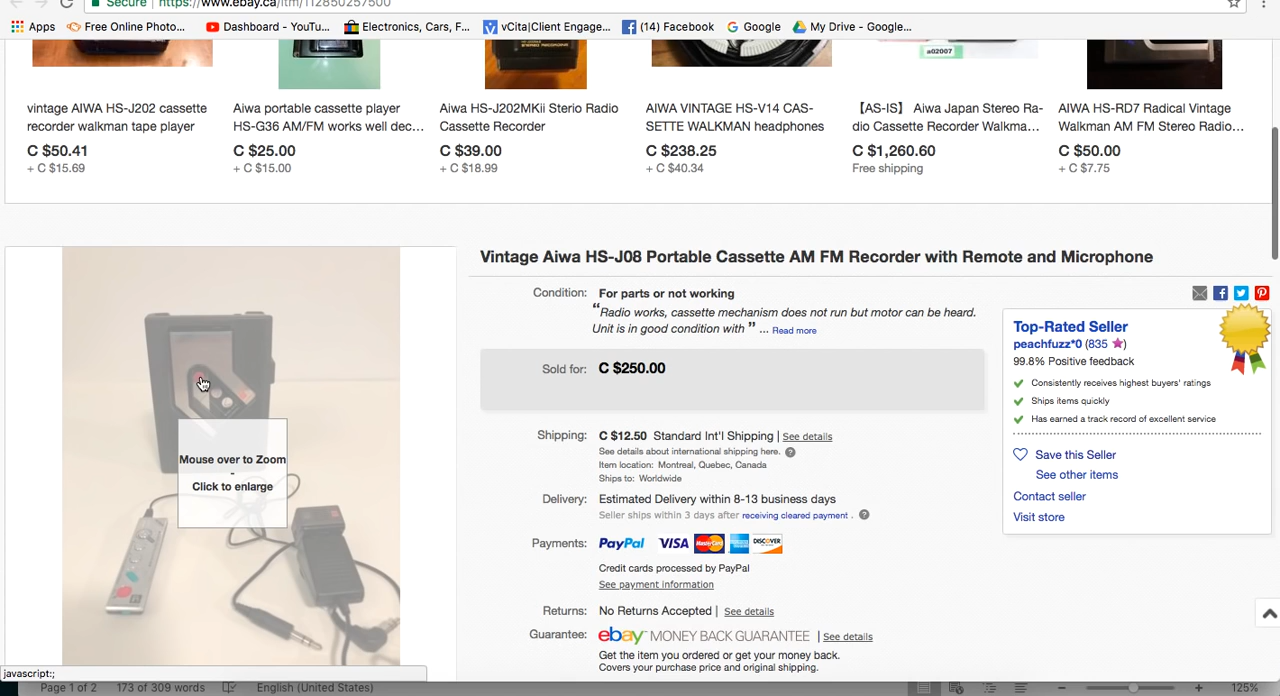 Secure https://www.ebay.ca/itm/112850257500
Apps Free Online Photo... Dashboard - YouTu... Electronics, Cars, F... vCita|Client Engage... (14) Facebook Google My Drive - Google...
a02007
vintage AIWA HS-J202 cassette
recorder walkman tape player
C $50.41
+ C $15.69
Aiwa portable cassette player
HS-G36 AM/FM works well dec...
C $25.00
+ C $15.00
Aiwa HS-J202MKii Sterio Radio
Cassette Recorder
C $39.00
+ C $18.99
AIWA VINTAGE HS-V14 CAS-
SETTE WALKMAN headphones
C $238.25
+ C $40.34
【AS-IS】 Aiwa Japan Stereo Ra-
dio Cassette Recorder Walkma...
C $1,260.60
Free shipping
AIWA HS-RD7 Radical Vintage
Walkman AM FM Stereo Radio...
C $50.00
+ C $7.75
Mouse over to Zoom
-
Click to enlarge
Vintage Aiwa HS-J08 Portable Cassette AM FM Recorder with Remote and Microphone
Condition: For parts or not working
“Radio works, cassette mechanism does not run but motor can be heard.
Unit is in good condition with ” ... Read more
Sold for: C $250.00
Shipping: C $12.50 Standard Int'l Shipping | See details
See details about international shipping here.
Item location: Montreal, Quebec, Canada
Ships to: Worldwide
Delivery: Estimated Delivery within 8-13 business days
Seller ships within 3 days after receiving cleared payment .
Payments: PayPal VISA MasterCard DISCOVER
Credit cards processed by PayPal
See payment information
Returns: No Returns Accepted | See details
Guarantee: ebay MONEY BACK GUARANTEE | See details
Get the item you ordered or get your money back.
Covers your purchase price and original shipping.
Top-Rated Seller
peachfuzz*0 (835 )
99.8% Positive feedback
Consistently receives highest buyers' ratings
Ships items quickly
Has earned a track record of excellent service
Save this Seller
See other items
Contact seller
Visit store
javascript:;
Page 1 of 2 173 of 309 words English (United States) 125%